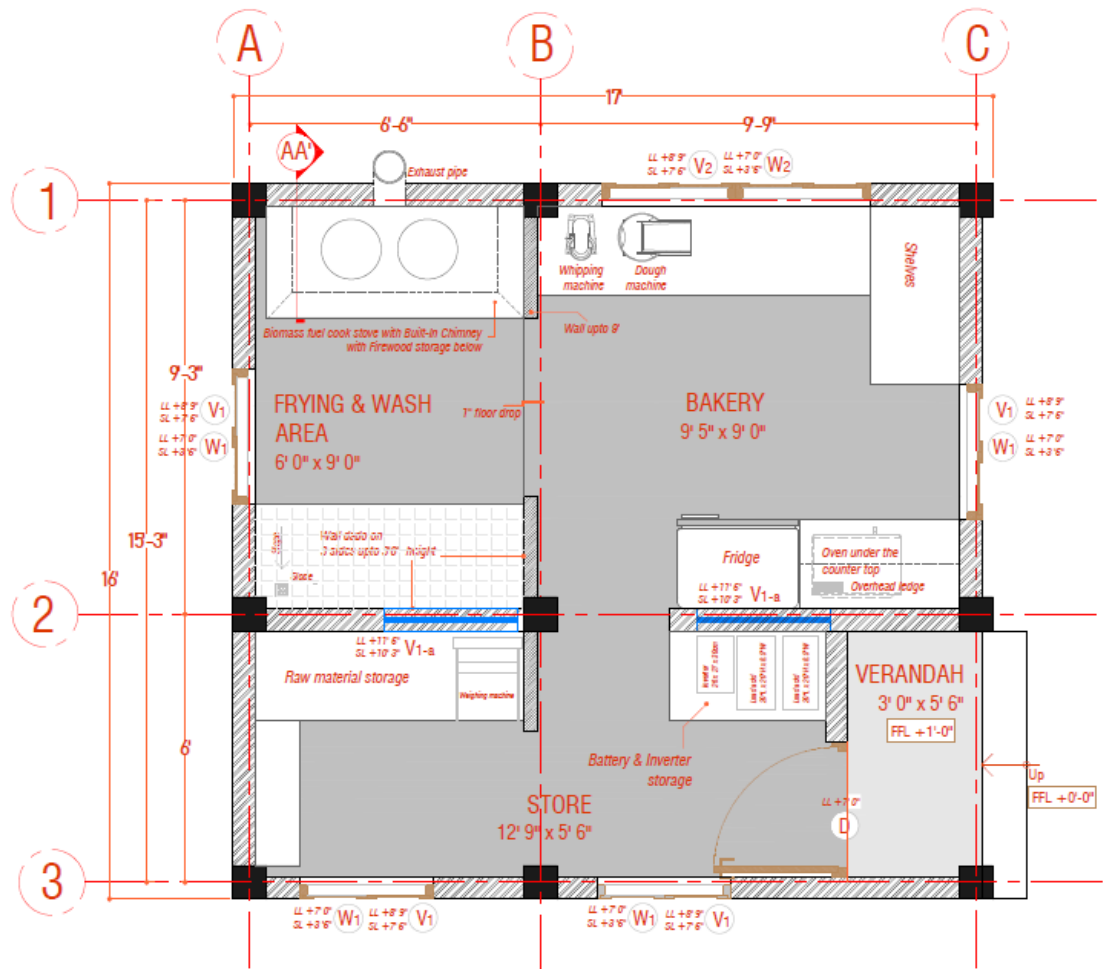 A
B
C
17'
6'-6"
9'-9"
AA'
Exhaust pipe
LL +8' 9"
SL +7' 6"
V2
LL +7' 0"
SL +3' 6"
W2
1
Whipping
machine
Dough
machine
Shelves
Biomass fuel cook stove with Built-In Chimney
with Firewood storage below
Wall upto 9'
9'-3"
LL +8' 9"
SL +7' 6"
V1
LL +7' 0"
SL +3' 6"
W1
FRYING & WASH
AREA
6' 0" x 9' 0"
1" floor drop
BAKERY
9' 5" x 9' 0"
V1
LL +8' 9"
SL +7' 6"
W1
LL +7' 0"
SL +3' 6"
15'-3"
16'
Wall dado on
3 sides upto 3'0" height
Slope
Slope
Fridge
LL +11' 6"
SL +10' 3"
V1-a
Oven under the
counter top
Overhead ledge
2
LL +11' 6"
SL +10' 3"
V1-a
Raw material storage
Weighing machine
Inverter
VERANDAH
3' 0" x 5' 6"
FFL +1'-0"
6'
Battery & Inverter
storage
Up
FFL +0'-0"
STORE
12' 9" x 5' 6"
LL +7' 0"
D
3
LL +7' 0"
SL +3' 6"
W1
LL +8' 9"
SL +7' 6"
V1
LL +7' 0"
SL +3' 6"
W1
LL +8' 9"
SL +7' 6"
V1